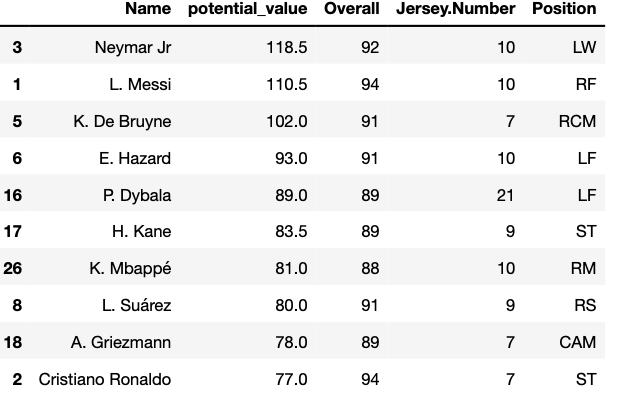 Name potential_value Overall Jersey.Number Position
3 Neymar Jr 118.5 92 10 LW
1 L. Messi 110.5 94 10 RF
5 K. De Bruyne 102.0 91 7 RCM
6 E. Hazard 93.0 91 10 LF
16 P. Dybala 89.0 89 21 LF
17 H. Kane 83.5 89 9 ST
26 K. Mbappé 81.0 88 10 RM
8 L. Suárez 80.0 91 9 RS
18 A. Griezmann 78.0 89 7 CAM
2 Cristiano Ronaldo 77.0 94 7 ST